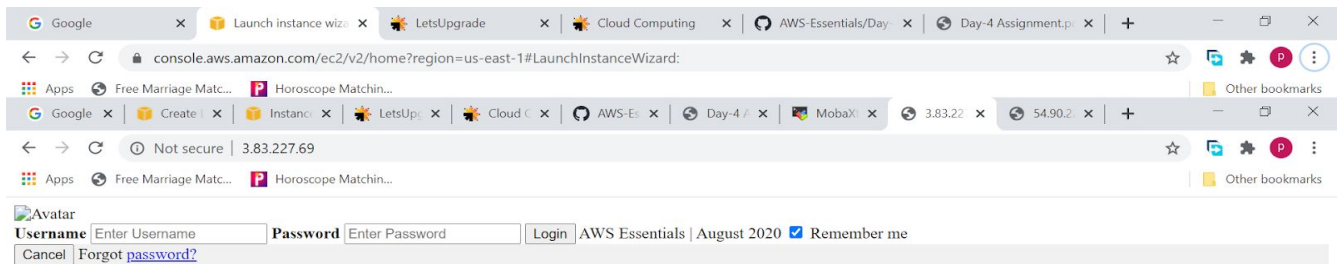 Google Launch instance wiza LetsUpgrade Cloud Computing AWS-Essentials/Day- Day-4 Assignment.p
console.aws.amazon.com/ec2/v2/home?region=us-east-1#LaunchInstanceWizard: P
Apps Free Marriage Matc... Horoscope Matchin... Other bookmarks
Google Create Instanc LetsUpg Cloud C AWS-Es Day-4 A MobaX 3.83.22 54.90.2
Not secure | 3.83.227.69 P
Apps Free Marriage Matc... Horoscope Matchin... Other bookmarks
Avatar
Username Enter Username Password Enter Password Login AWS Essentials | August 2020 Remember me
Cancel Forgot password?